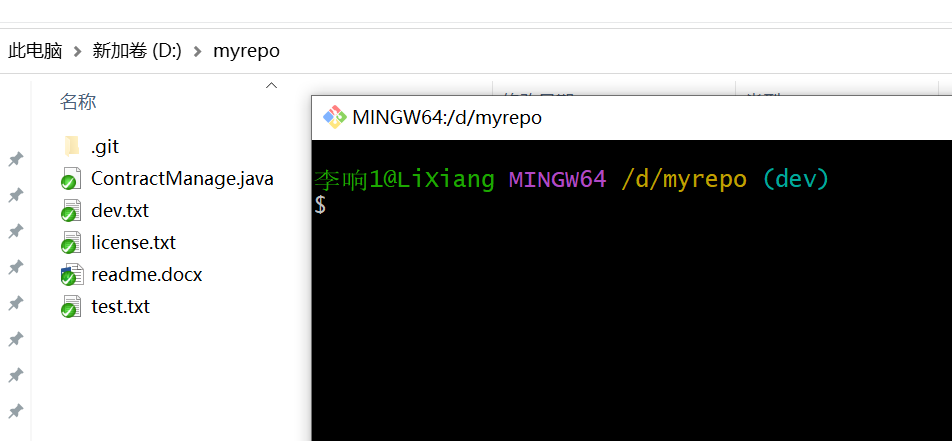 此电脑 > 新加卷 (D:) > myrepo
名称
MINGW64:/d/myrepo
.git
ContractManage.java
dev.txt
license.txt
readme.docx
test.txt
李响1@LiXiang MINGW64 /d/myrepo (dev)
$